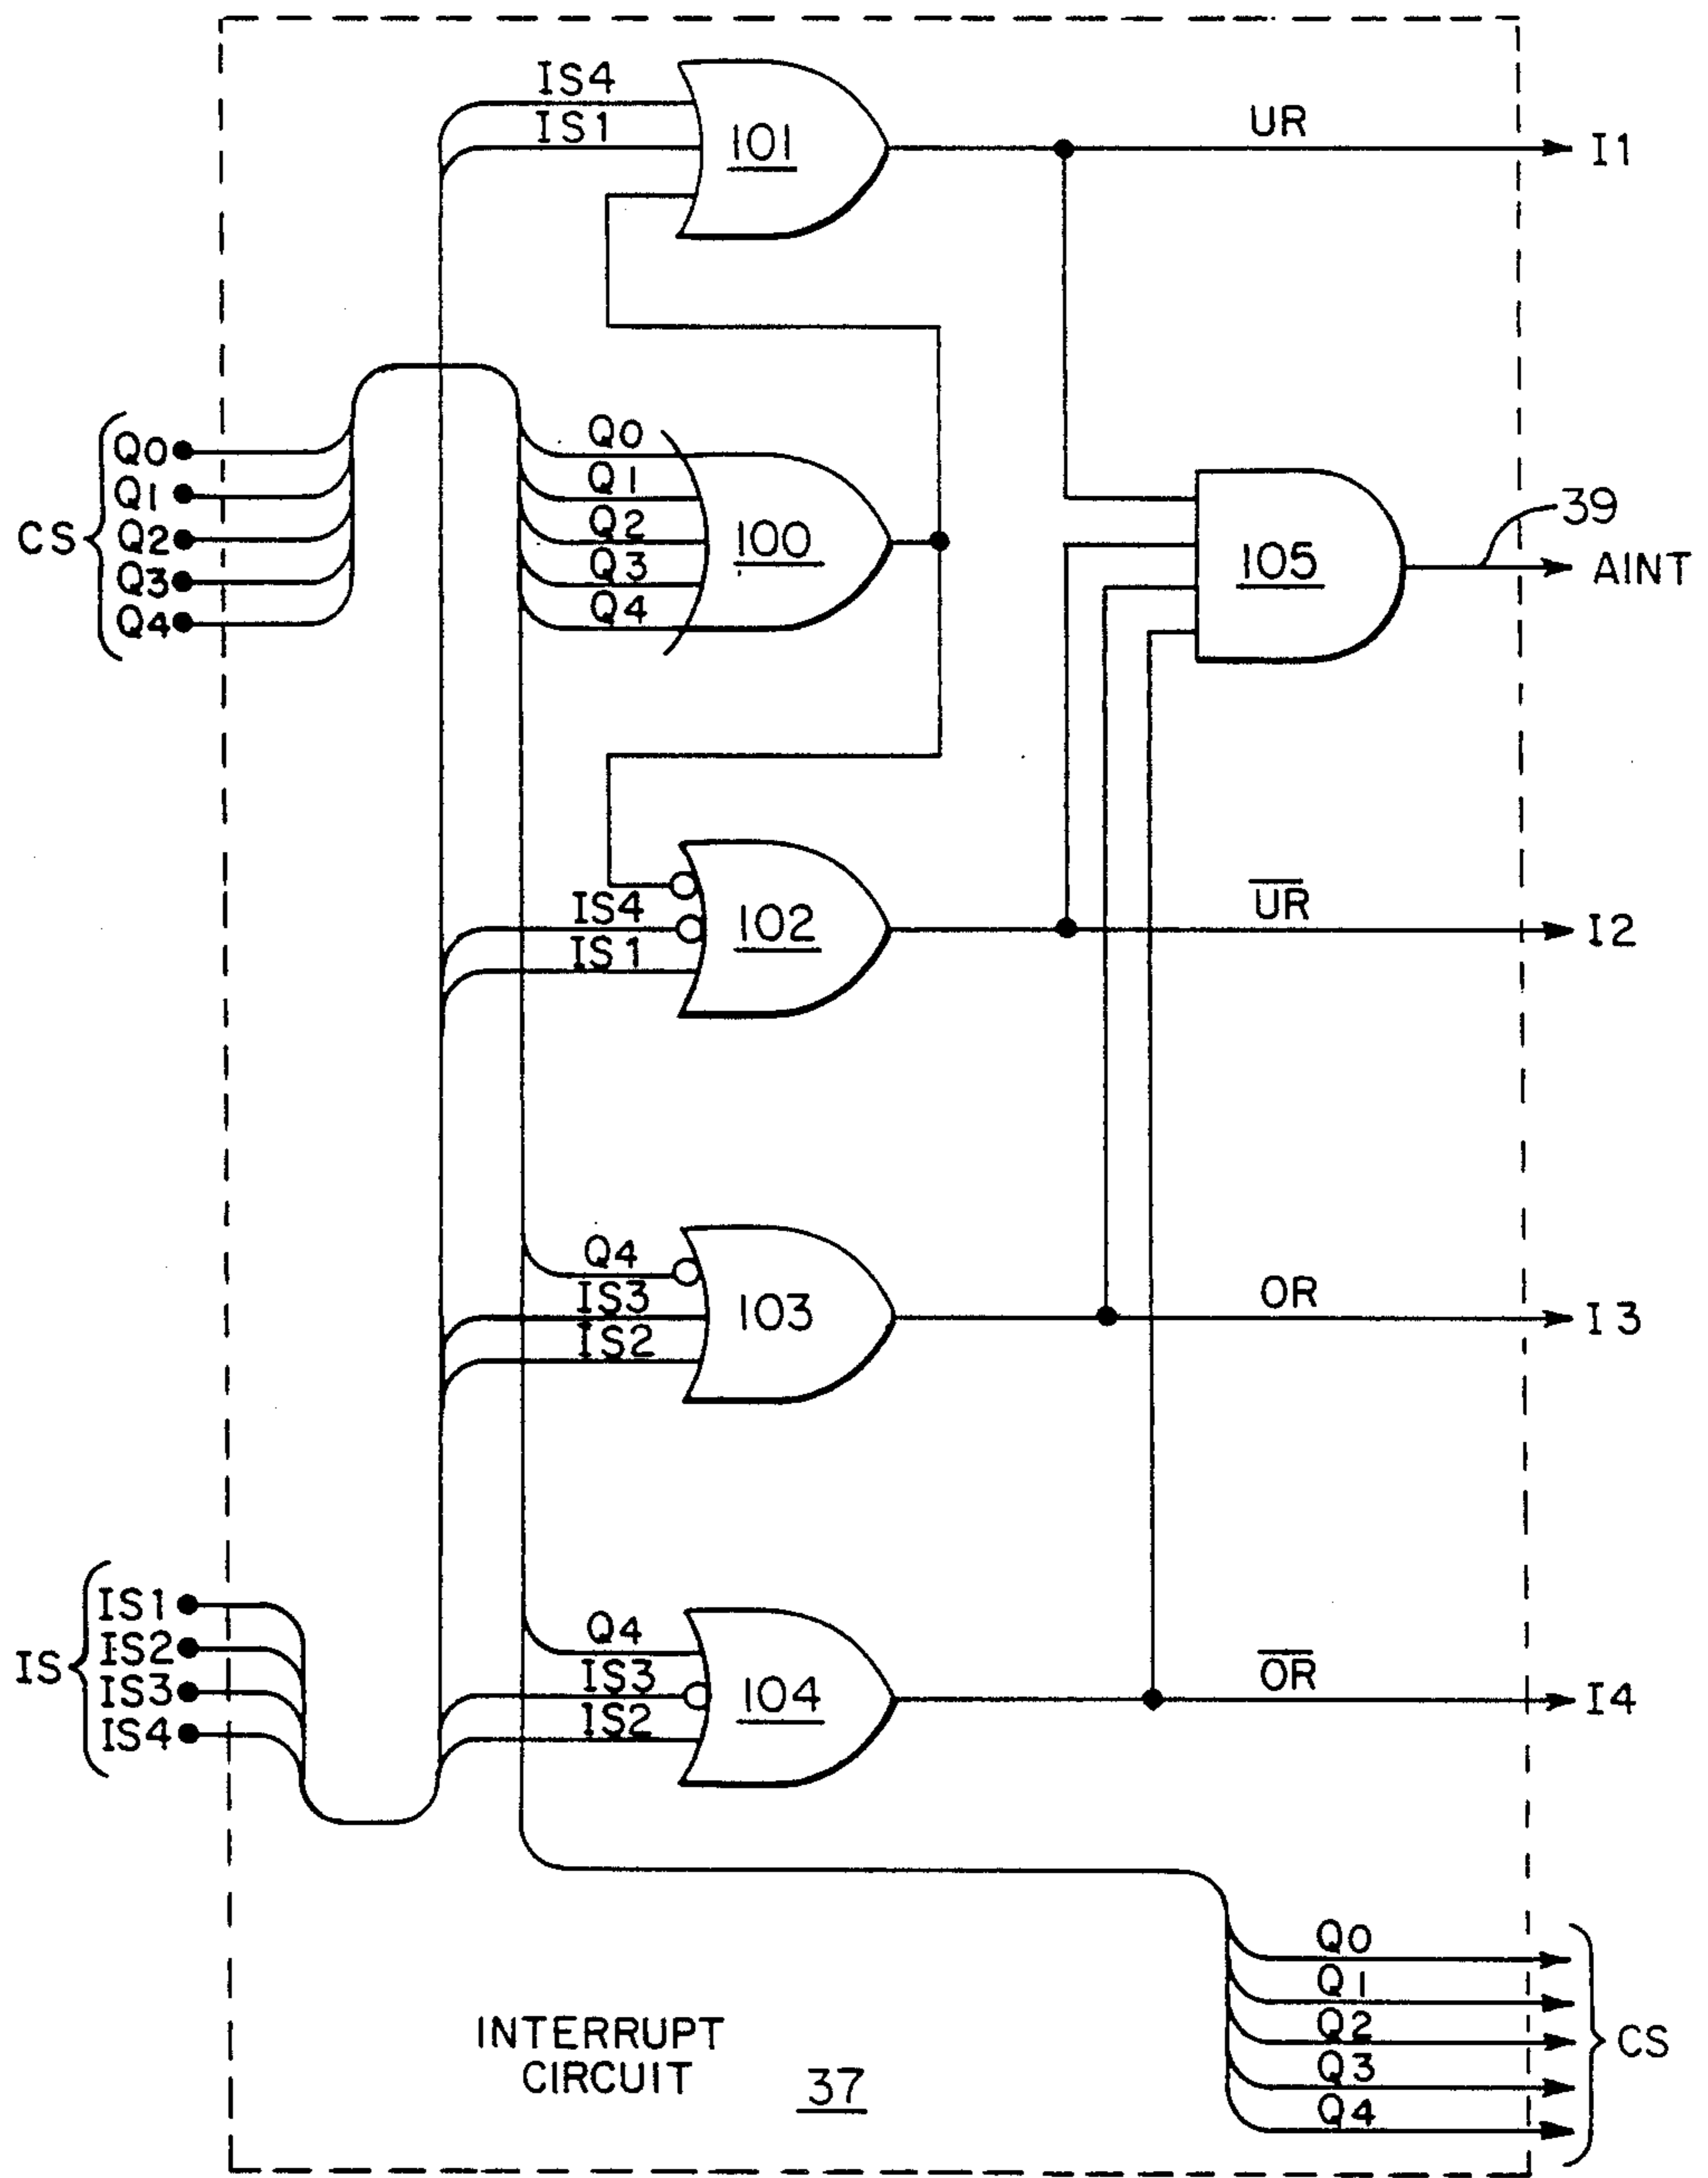 IS4
IS1
101
UR
I1
CS
Q0
Q1
Q2
Q3
Q4
Q0
Q1
Q2
Q3
Q4
100
105
39
AINT
IS4
IS1
102
U̅R̅
I2
Q4
IS3
IS2
103
OR
I3
IS
IS1
IS2
IS3
IS4
Q4
IS3
IS2
104
O̅R̅
I4
Q0
Q1
Q2
Q3
Q4
CS
INTERRUPT
CIRCUIT
37